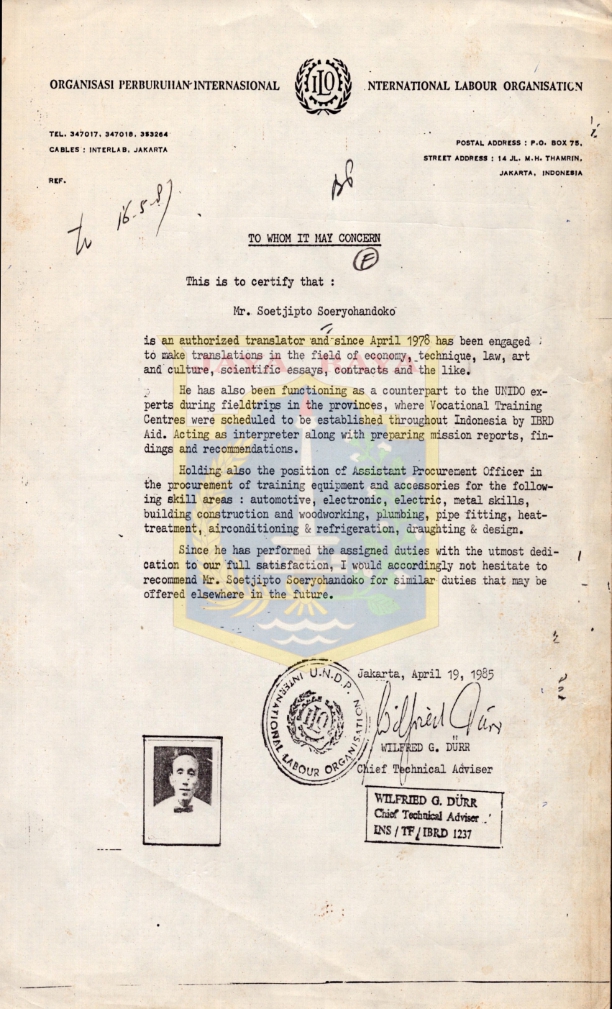 ORGANISASI PERBURUHAN INTERNASIONAL
ILO
NTERNATIONAL LABOUR ORGANISATION
TEL. 347017, 347018, 353264
CABLES : INTERLAB, JAKARTA
REF.
POSTAL ADDRESS : P.O. BOX 75,
STREET ADDRESS : 14 JL. M.H. THAMRIN,
JAKARTA, INDONESIA
16-5-87
TO WHOM IT MAY CONCERN
E
This is to certify that :
Mr. Soetjipto Soeryohandoko
is an authorized translator and since April 1978 has been engaged
to make translations in the field of economy, technique, law, art
and culture, scientific essays, contracts and the like.
He has also been functioning as a counterpart to the UNIDO ex-
perts during fieldtrips in the provinces, where Vocational Training
Centres were scheduled to be established throughout Indonesia by IBRD
Aid. Acting as interpreter along with preparing mission reports, fin-
dings and recommendations.
Holding also the position of Assistant Procurement Officer in
the procurement of training equipment and accessories for the follow-
ing skill areas : automotive, electronic, electric, metal skills,
building construction and woodworking, plumbing, pipe fitting, heat-
treatment, airconditioning & refrigeration, draughting & design.
Since he has performed the assigned duties with the utmost dedi-
cation to our full satisfaction, I would accordingly not hesitate to
recommend Mr. Soetjipto Soeryohandoko for similar duties that may be
offered elsewhere in the future.
Jakarta, April 19, 1985
U.N.D.P.
INTERNATIONAL LABOUR ORGANISATION
ILO
Wilfried Dürr
WILFRED G. DÜRR
Chief Technical Adviser
WILFRIED G. DÜRR
Chief Technical Adviser
INS / TF / IBRD 1237